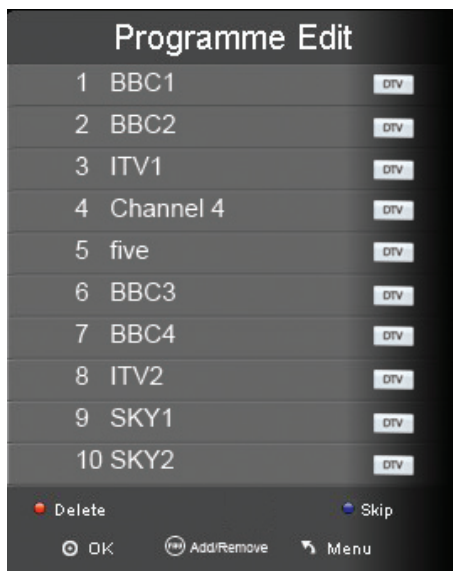 Programme Edit
1 BBC1 DTV
2 BBC2 DTV
3 ITV1 DTV
4 Channel 4 DTV
5 five DTV
6 BBC3 DTV
7 BBC4 DTV
8 ITV2 DTV
9 SKY1 DTV
10 SKY2 DTV
Delete Skip
OK FAV Add/Remove Menu